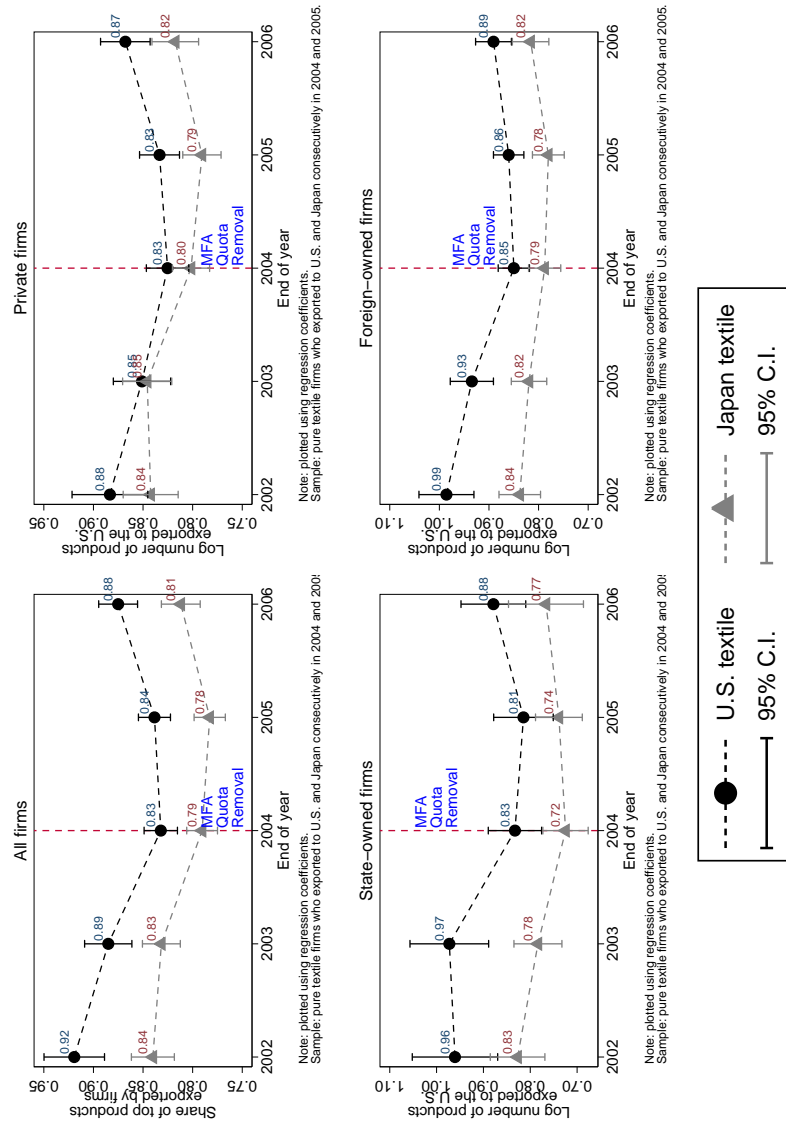 All firms
Share of top products
exported by firms
0.95
0.90
0.85
0.80
0.75
0.92
0.89
0.83
0.84
0.88
0.84
0.83
0.79
0.78
0.81
MFA
Quota
Removal
2002
2003
2004
2005
2006
End of year
Note: plotted using regression coefficients.
Sample: pure textile firms who exported to U.S. and Japan consecutively in 2004 and 200
Private firms
Log number of products
exported to the U.S.
0.95
0.90
0.85
0.80
0.75
0.88
0.85
0.83
0.83
0.87
0.84
0.85
0.80
0.79
0.82
MFA
Quota
Removal
2002
2003
2004
2005
2006
End of year
Note: plotted using regression coefficients.
Sample: pure textile firms who exported to U.S. and Japan consecutively in 2004 and 2005.
State−owned firms
Log number of products
exported to the U.S.
1.10
1.00
0.90
0.80
0.70
0.96
0.97
0.83
0.81
0.88
0.83
0.78
0.72
0.74
0.77
MFA
Quota
Removal
2002
2003
2004
2005
2006
End of year
Note: plotted using regression coefficients.
Sample: pure textile firms who exported to U.S. and Japan consecutively in 2004 and 2005.
Foreign−owned firms
Log number of products
exported to the U.S.
1.10
1.00
0.90
0.80
0.70
0.99
0.93
0.85
0.86
0.89
0.84
0.82
0.79
0.78
0.82
MFA
Quota
Removal
2002
2003
2004
2005
2006
End of year
Note: plotted using regression coefficients.
Sample: pure textile firms who exported to U.S. and Japan consecutively in 2004 and 2005.
U.S. textile
Japan textile
95% C.I.
95% C.I.